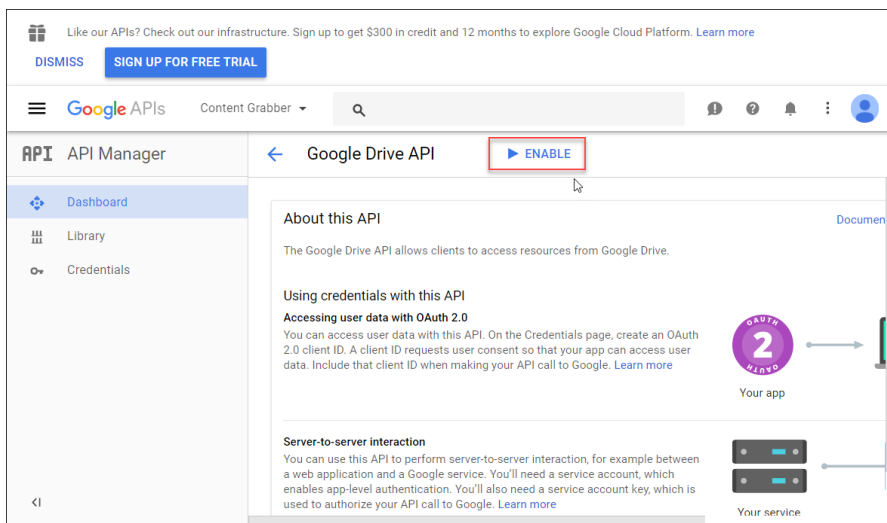 Like our APIs? Check out our infrastructure. Sign up to get $300 in credit and 12 months to explore Google Cloud Platform. Learn more
DISMISS
SIGN UP FOR FREE TRIAL
Google APIs
Content Grabber
API API Manager
Google Drive API
ENABLE
Dashboard
Library
Credentials
About this API
Documen
The Google Drive API allows clients to access resources from Google Drive.
Using credentials with this API
Accessing user data with OAuth 2.0
You can access user data with this API. On the Credentials page, create an OAuth
2.0 client ID. A client ID requests user consent so that your app can access user
data. Include that client ID when making your API call to Google. Learn more
OAUTH
2
OAUTH
Your app
Server-to-server interaction
You can use this API to perform server-to-server interaction, for example between
a web application and a Google service. You'll need a service account, which
enables app-level authentication. You'll also need a service account key, which is
used to authorize your API call to Google. Learn more
Your service